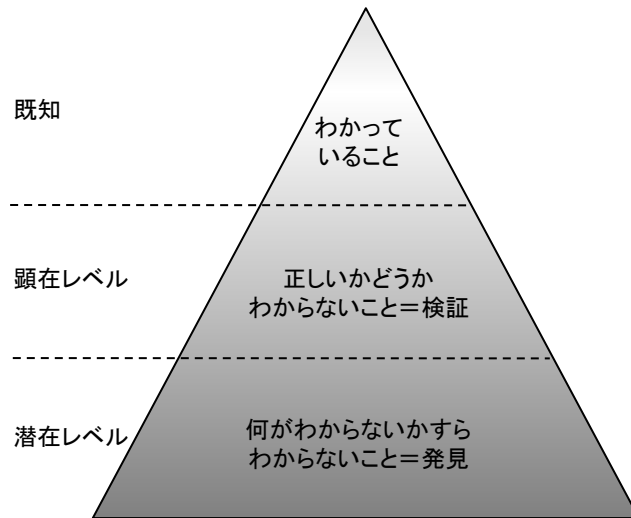 既知
わかって
いること
顕在レベル
正しいかどうか
わからないこと＝検証
潜在レベル
何がわからないかすら
わからないこと＝発見